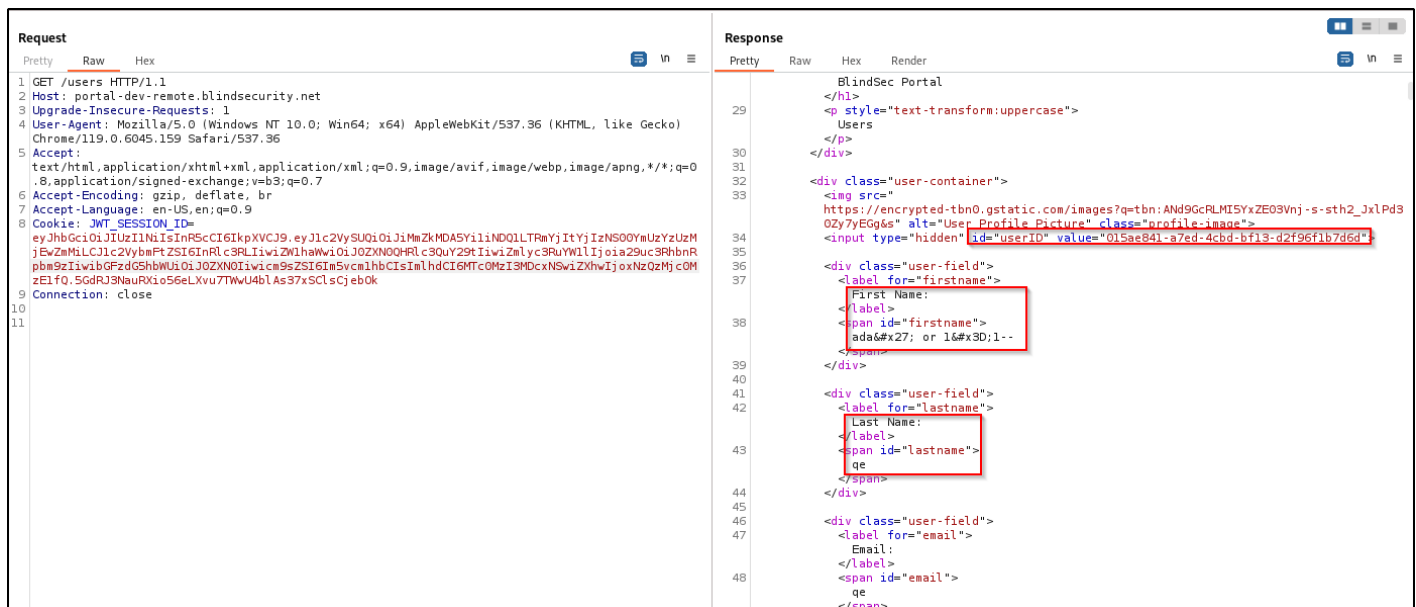 Request
Pretty Raw Hex
\n
1 GET /users HTTP/1.1
2 Host: portal-dev-remote.blindsecurity.net
3 Upgrade-Insecure-Requests: 1
4 User-Agent: Mozilla/5.0 (Windows NT 10.0; Win64; x64) AppleWebKit/537.36 (KHTML, like Gecko)
Chrome/119.0.6045.159 Safari/537.36
5 Accept:
text/html,application/xhtml+xml,application/xml;q=0.9,image/avif,image/webp,image/apng,*/*;q=0
.8,application/signed-exchange;v=b3;q=0.7
6 Accept-Encoding: gzip, deflate, br
7 Accept-Language: en-US,en;q=0.9
8 Cookie: JWT_SESSION_ID=
9 Connection: close
10
11
Response
Pretty Raw Hex Render
\n
BlindSec Portal
</h1>
29 <p style="text-transform:uppercase">
Users
</p>
30 </div>
31
32 <div class="user-container">
33 <img src="
https://encrypted-tbn0.gstatic.com/images?q=tbn:ANd9GcRLMI5YxZE03Vnj-s-sth2_JxlPd3
0Zy7yEGg&s" alt="User Profile Picture" class="profile-image">
34 <input type="hidden" id="userID" value="015ae841-a7ed-4cbd-bf13-d2f96f1b7d6d">
35
36 <div class="user-field">
37 <label for="firstname">
First Name:
</label>
38 <span id="firstname">
ada&#x27; or 1&#x3D;1--
</span>
39 </div>
40
41 <div class="user-field">
42 <label for="lastname">
Last Name:
</label>
43 <span id="lastname">
qe
</span>
44 </div>
45
46 <div class="user-field">
47 <label for="email">
Email:
</label>
48 <span id="email">
qe
</span>